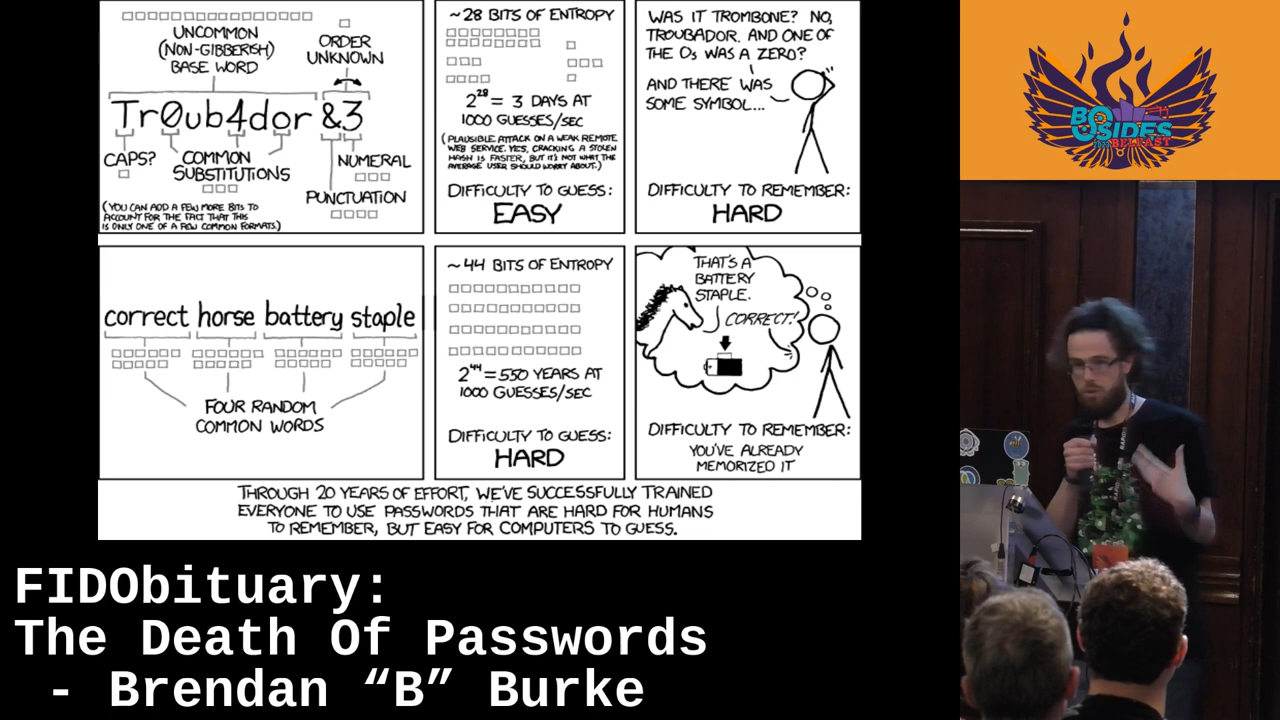 UNCOMMON
(NON-GIBBERISH)
BASE WORD
ORDER
UNKNOWN
Tr0ub4dor &3
CAPS?
COMMON
SUBSTITUTIONS
NUMERAL
PUNCTUATION
(YOU CAN ADD A FEW MORE BITS TO
ACCOUNT FOR THE FACT THAT THIS
IS ONLY ONE OF A FEW COMMON FORMATS.)
~28 BITS OF ENTROPY
2^28 = 3 DAYS AT
1000 GUESSES/SEC
(PLAUSIBLE ATTACK ON A WEAK REMOTE
WEB SERVICE. YES, CRACKING A STOLEN
HASH IS FASTER, BUT IT'S NOT WHAT THE
AVERAGE USER SHOULD WORRY ABOUT.)
DIFFICULTY TO GUESS:
EASY
WAS IT TROMBONE? NO,
TROUBADOR. AND ONE OF
THE Os WAS A ZERO?
AND THERE WAS
SOME SYMBOL...
DIFFICULTY TO REMEMBER:
HARD
correct horse battery staple
FOUR RANDOM
COMMON WORDS
~44 BITS OF ENTROPY
2^44 = 550 YEARS AT
1000 GUESSES/SEC
DIFFICULTY TO GUESS:
HARD
THAT'S A
BATTERY
STAPLE.
CORRECT!
DIFFICULTY TO REMEMBER:
YOU'VE ALREADY
MEMORIZED IT
THROUGH 20 YEARS OF EFFORT, WE'VE SUCCESSFULLY TRAINED
EVERYONE TO USE PASSWORDS THAT ARE HARD FOR HUMANS
TO REMEMBER, BUT EASY FOR COMPUTERS TO GUESS.
FIDObituary:
The Death Of Passwords
- Brendan “B” Burke
BSIDES
BELFAST